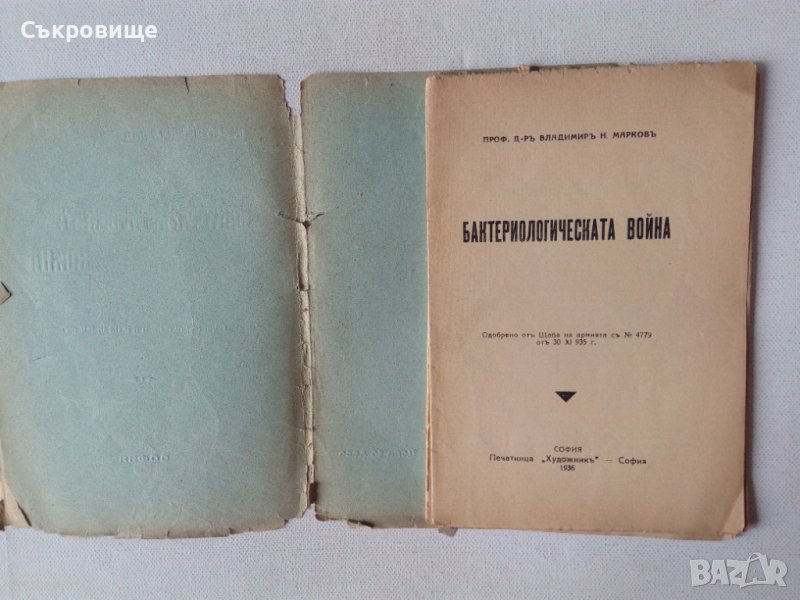 Съкровище
ПРОФ. Д-РЪ ВЛАДИМИРЪ Н. МАРКОВЪ
БАКТЕРИОЛОГИЧЕСКАТА ВОЙНА
Одобрено отъ Щаба на армията съ № 4779
отъ 30 XI 935 г.
СОФИЯ
Печатница „Художникъ" — София
1936
BAZAR